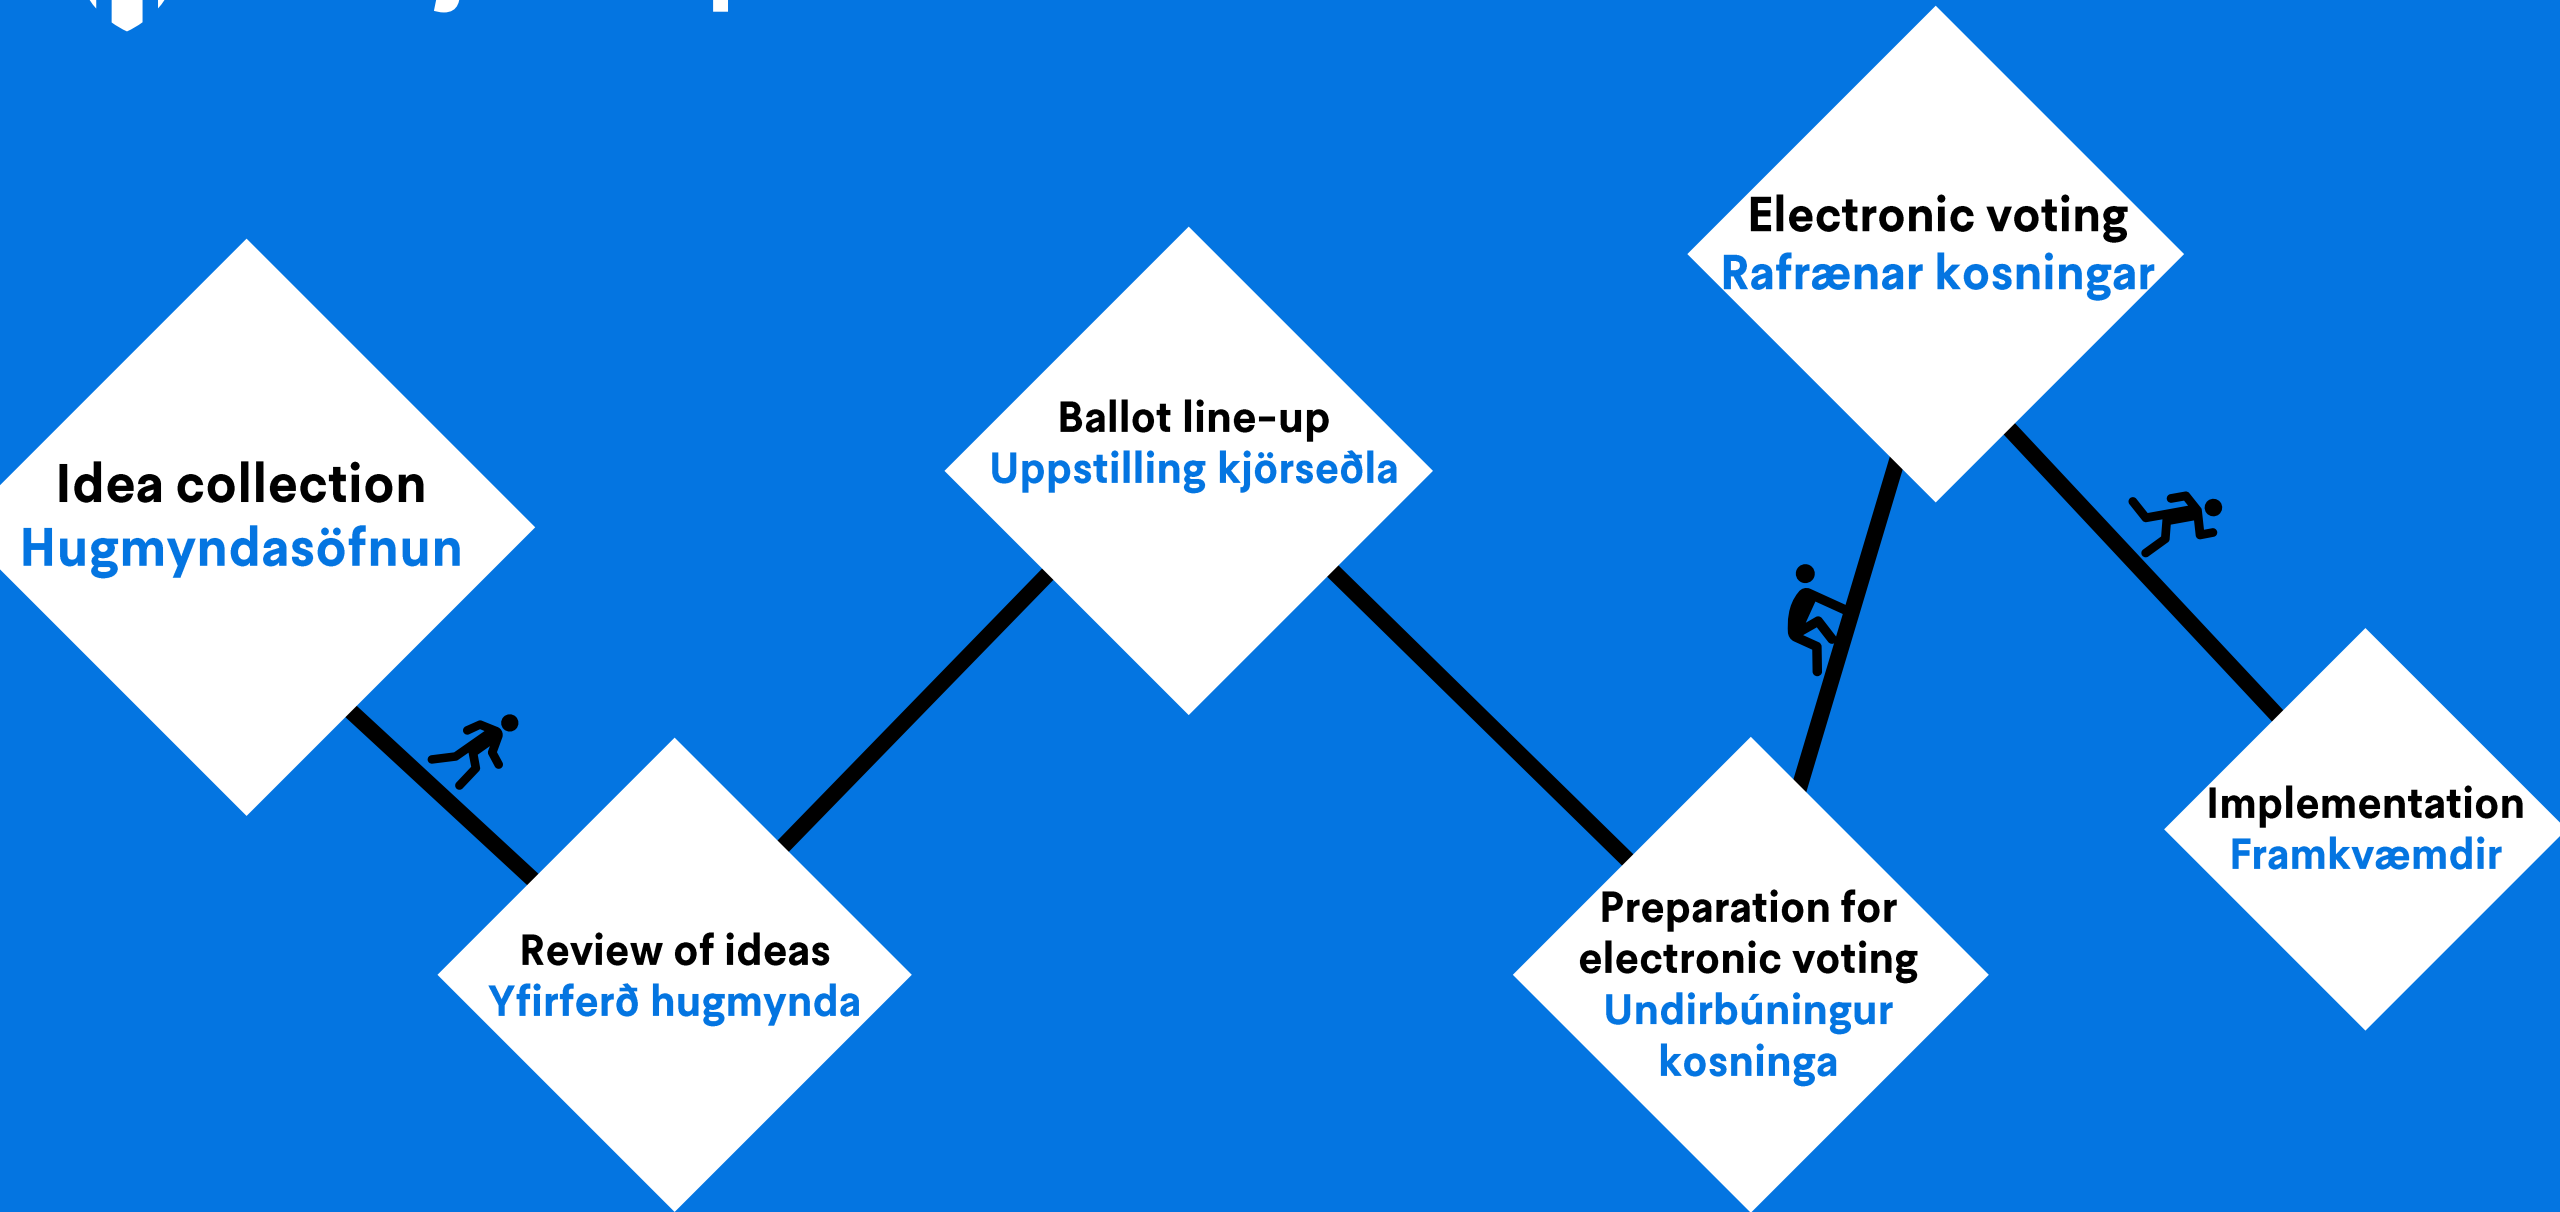 Idea collection
Hugmyndasöfnun
Review of ideas
Yfirferð hugmynda
Ballot line-up
Uppstilling kjörseðla
Preparation for
electronic voting
Undirbúningur
kosninga
Electronic voting
Rafrænar kosningar
Implementation
Framkvæmdir